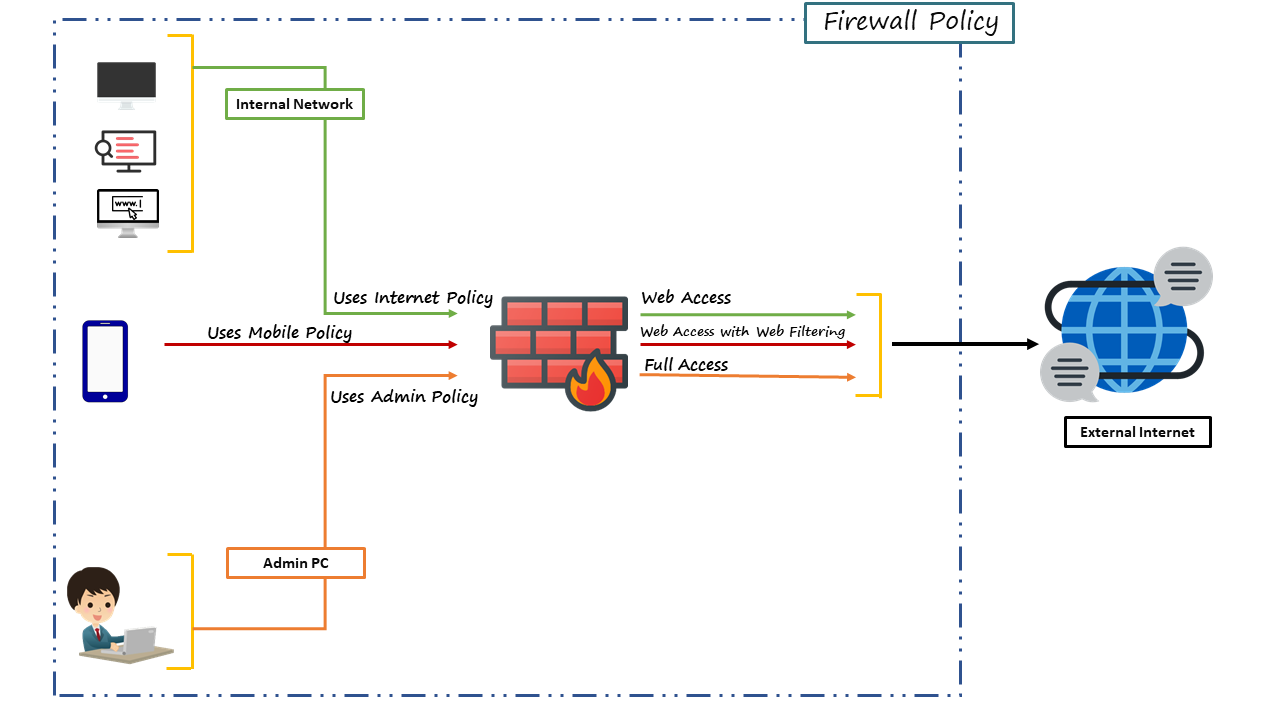 Firewall Policy
Internal Network
www.
Uses Internet Policy
Web Access
Uses Mobile Policy
Web Access with Web Filtering
Full Access
Uses Admin Policy
External Internet
Admin PC